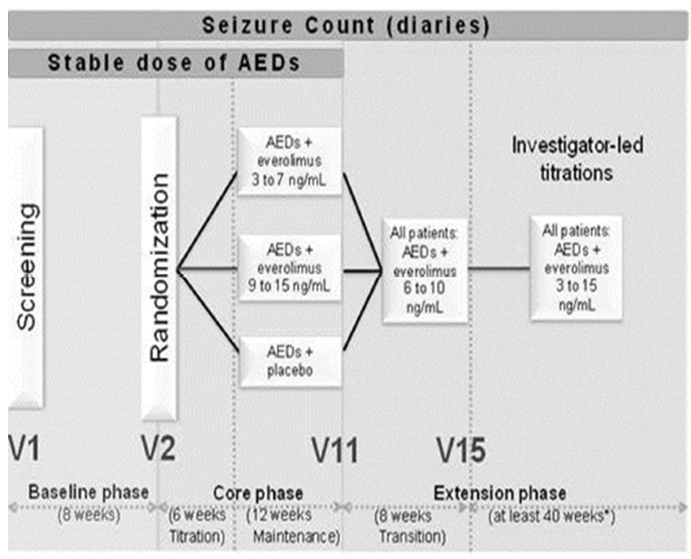 Seizure Count (diaries)
Stable dose of AEDs
Screening
Randomization
AEDs +
everolimus
3 to 7 ng/mL
AEDs +
everolimus
9 to 15 ng/mL
AEDs +
placebo
All patients:
AEDs +
everolimus
6 to 10
ng/mL
Investigator-led
titrations
All patients:
AEDs +
everolimus
3 to 15
ng/mL
V1
V2
V11
V15
Baseline phase
(8 weeks)
Core phase
(6 weeks
Titration)
(12 weeks
Maintenance)
Extension phase
(8 weeks
Transition)
(at least 40 weeks*)